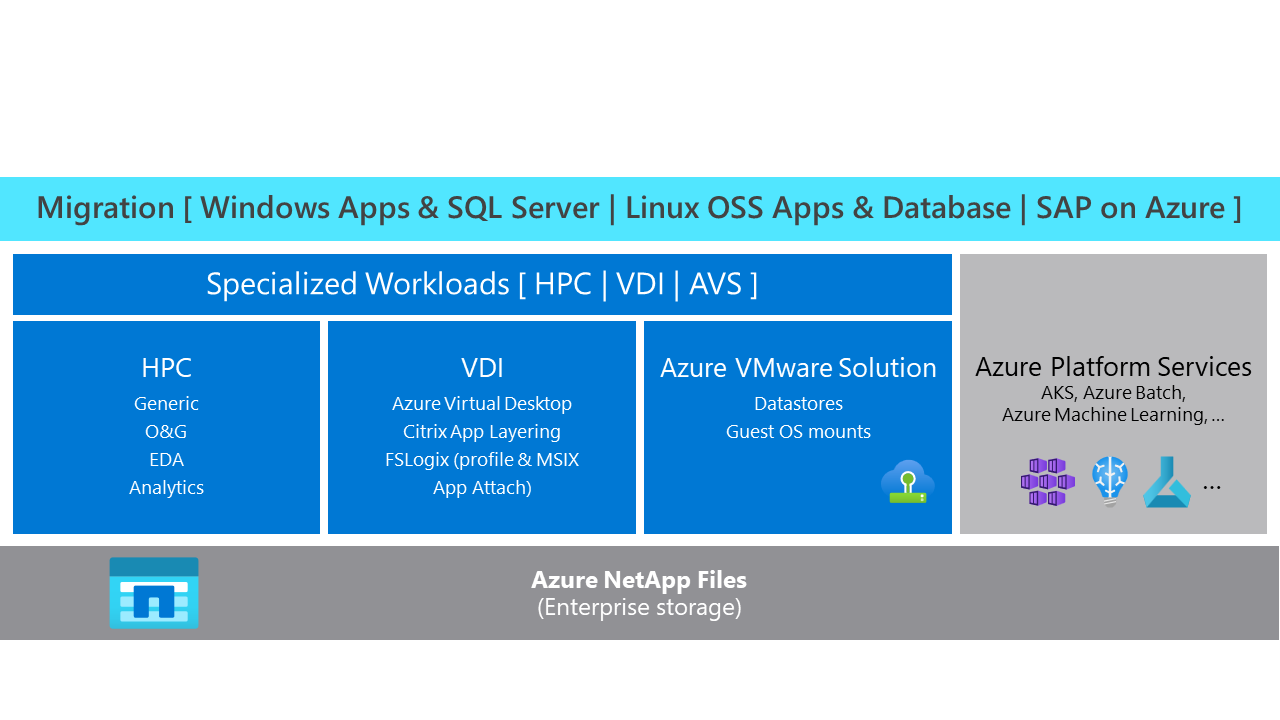 Migration [ Windows Apps & SQL Server | Linux OSS Apps & Database | SAP on Azure ]
Specialized Workloads [ HPC | VDI | AVS ]
HPC
Generic
O&G
EDA
Analytics
VDI
Azure Virtual Desktop
Citrix App Layering
FSLogix (profile & MSIX
App Attach)
Azure VMware Solution
Datastores
Guest OS mounts
Azure Platform Services
AKS, Azure Batch,
Azure Machine Learning, ...
...
Azure NetApp Files
(Enterprise storage)